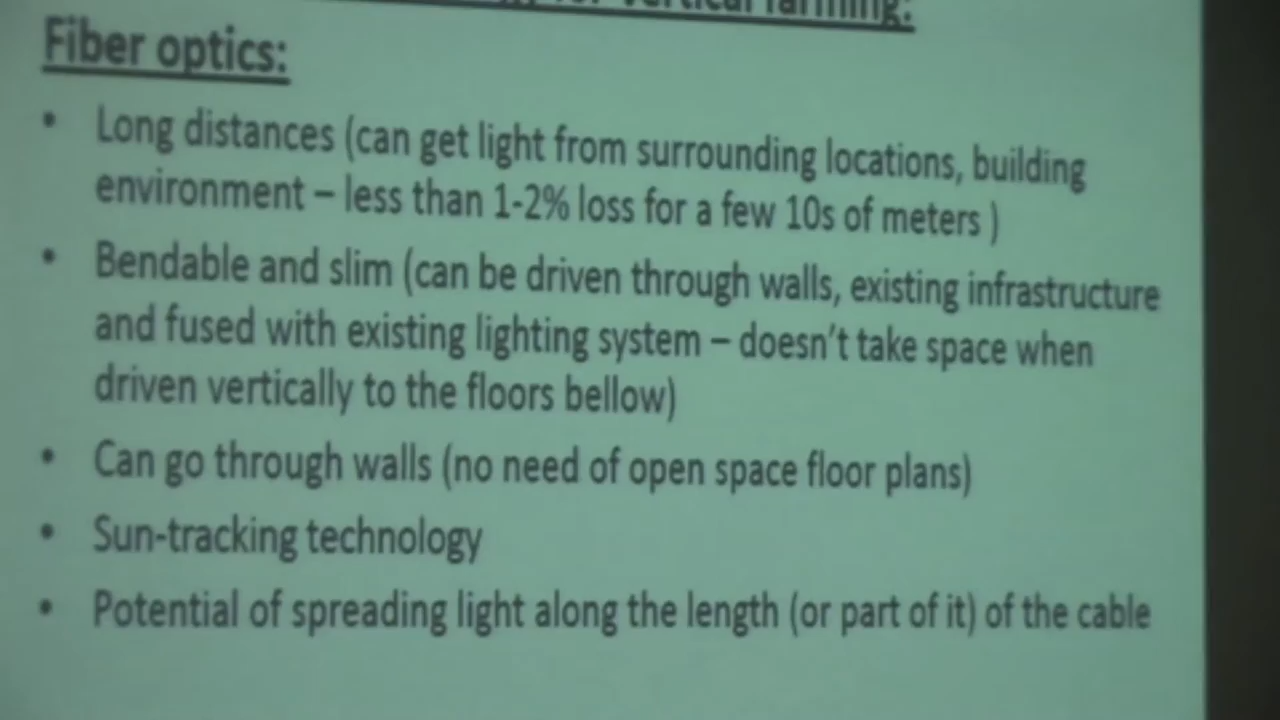 for vertical farming:
Fiber optics:
• Long distances (can get light from surrounding locations, building
environment – less than 1-2% loss for a few 10s of meters )
• Bendable and slim (can be driven through walls, existing infrastructure
and fused with existing lighting system – doesn't take space when
driven vertically to the floors bellow)
• Can go through walls (no need of open space floor plans)
• Sun-tracking technology
• Potential of spreading light along the length (or part of it) of the cable